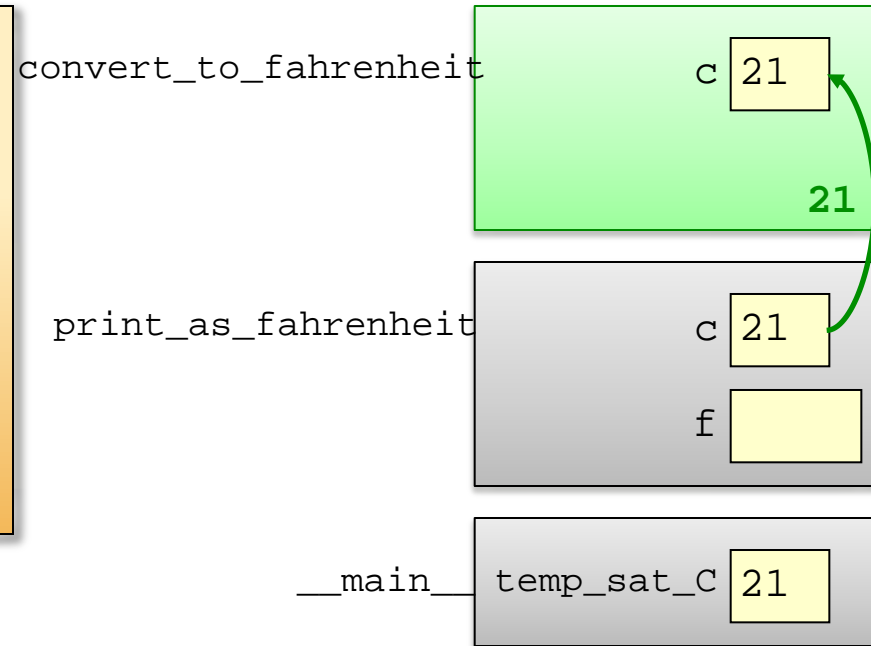 convert_to_fahrenheit c 21
21
print_as_fahrenheit c 21
f
__main__ temp_sat_C 21